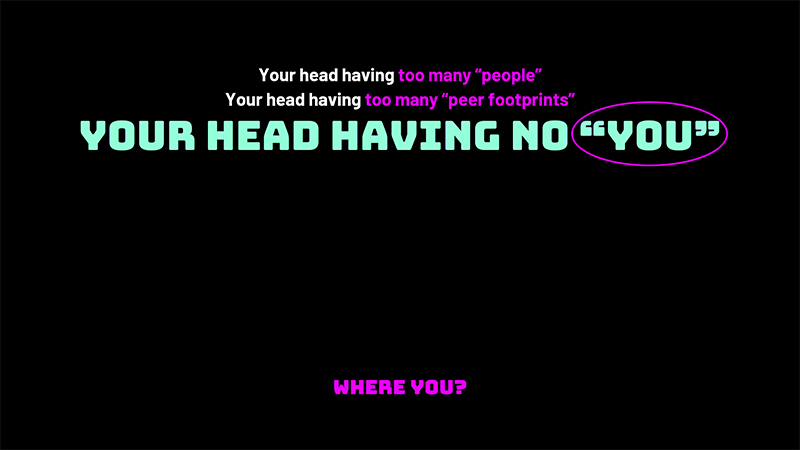 Your head having too many “people”
Your head having too many “peer footprints”
YOUR HEAD HAVING NO “YOU”
WHERE YOU?